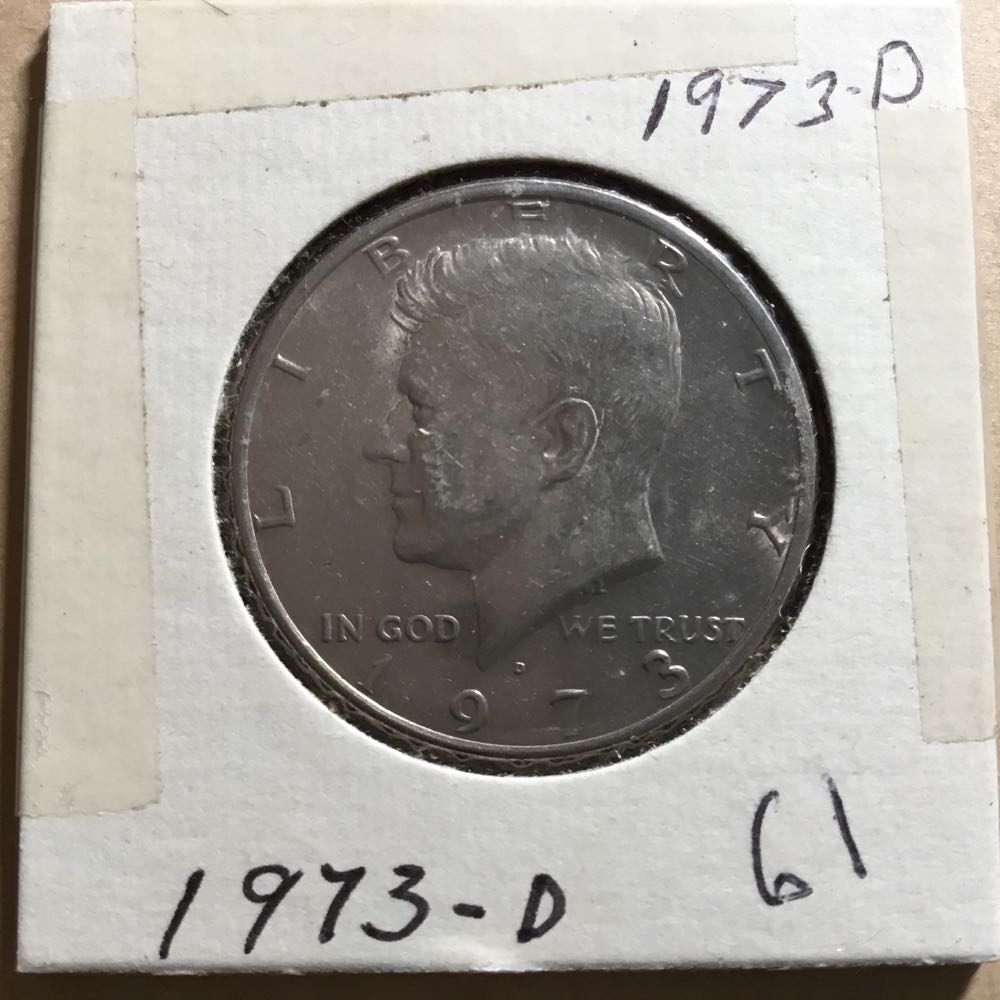 1973-D
LIBERTY
IN GOD WE TRUST
D
1973
61
1973-D